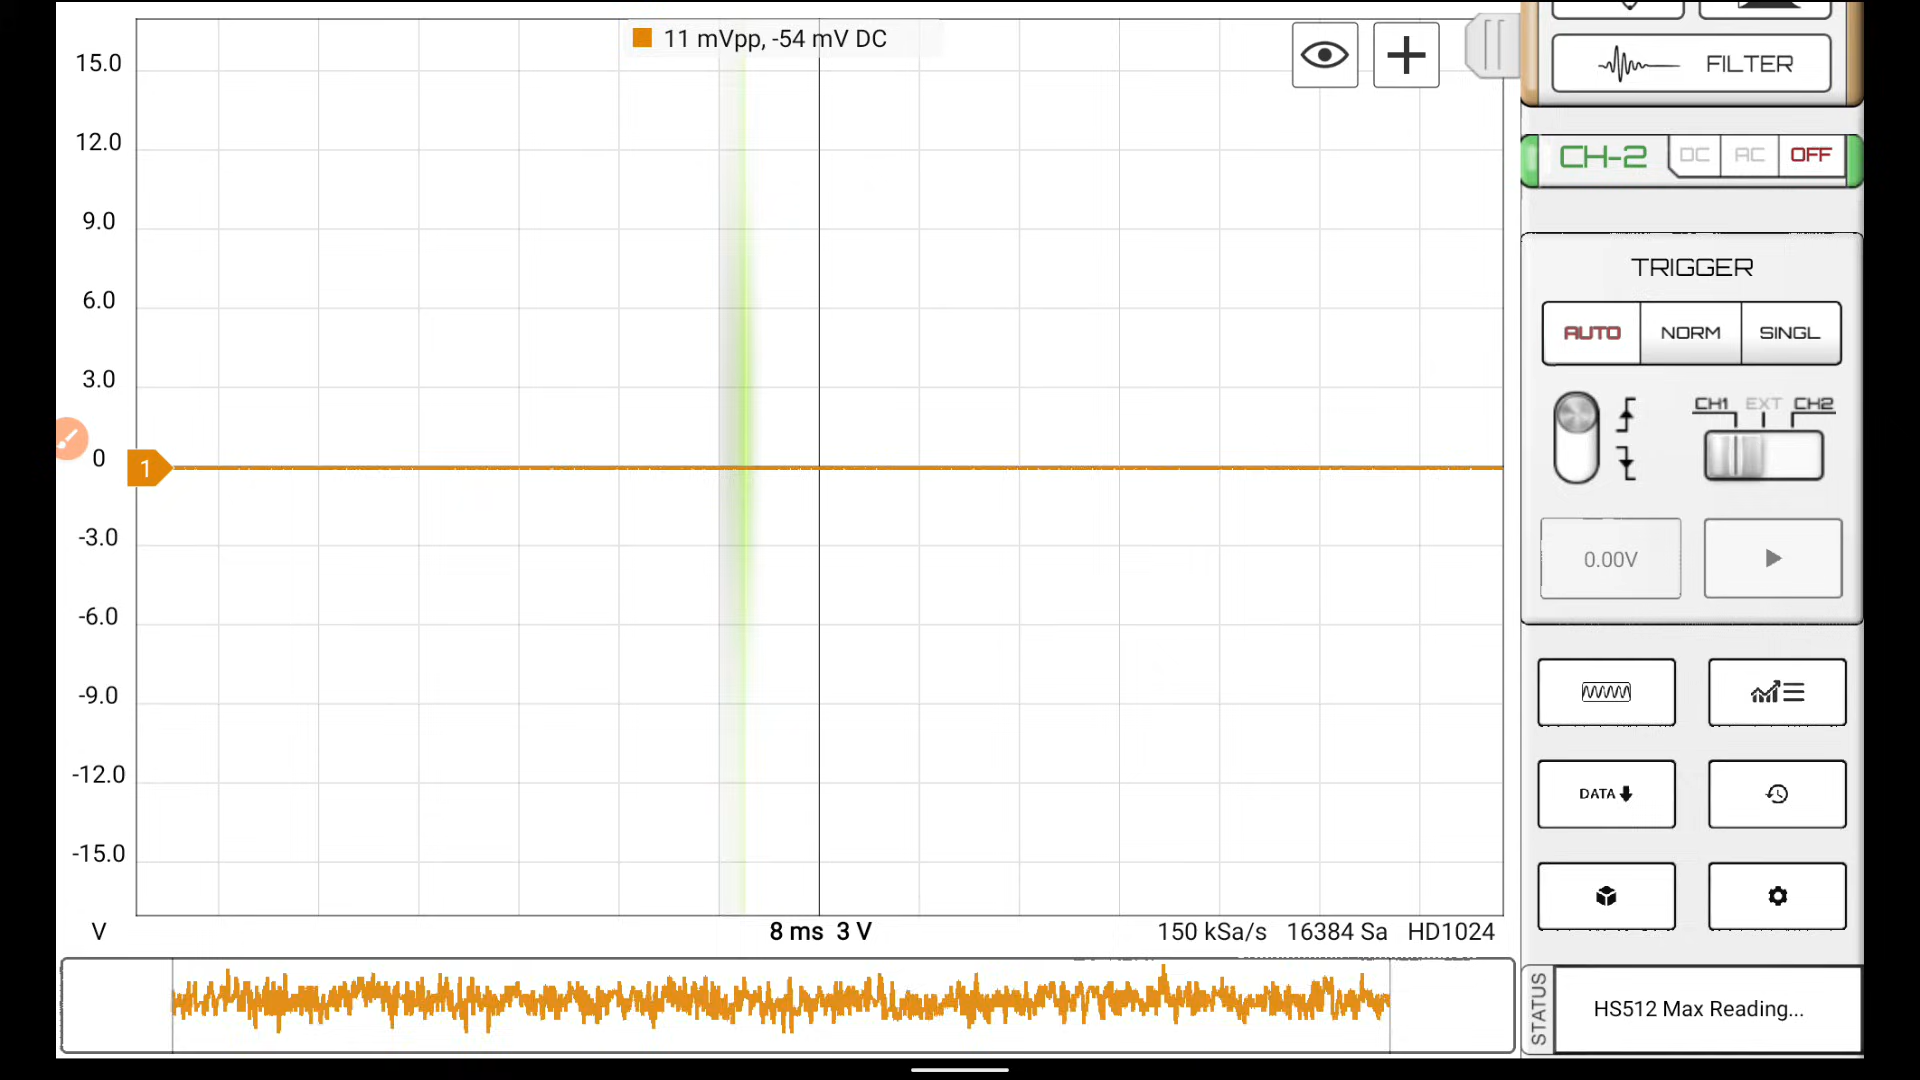 11 mVpp, -54 mV DC
FILTER
15.0
12.0
9.0
6.0
3.0
0
-3.0
-6.0
-9.0
-12.0
-15.0
1
V
8 ms 3 V
150 kSa/s 16384 Sa HD1024
CH-2 DC AC OFF
TRIGGER
AUTO NORM SINGL
CH1 EXT CH2
0.00V
DATA
STATUS
HS512 Max Reading...